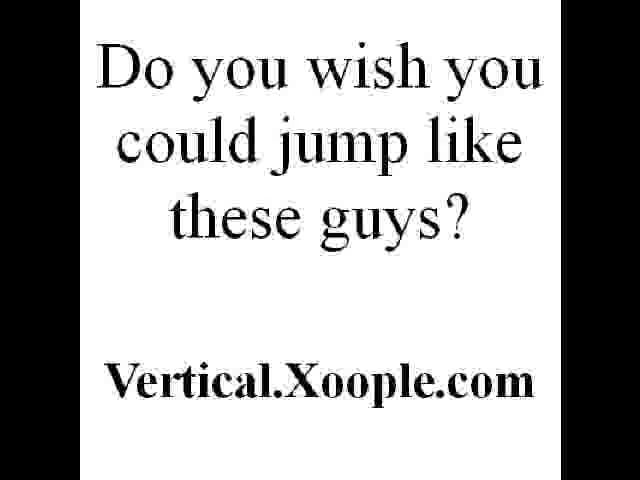 Do you wish you
could jump like
these guys?
Vertical.Xoople.com